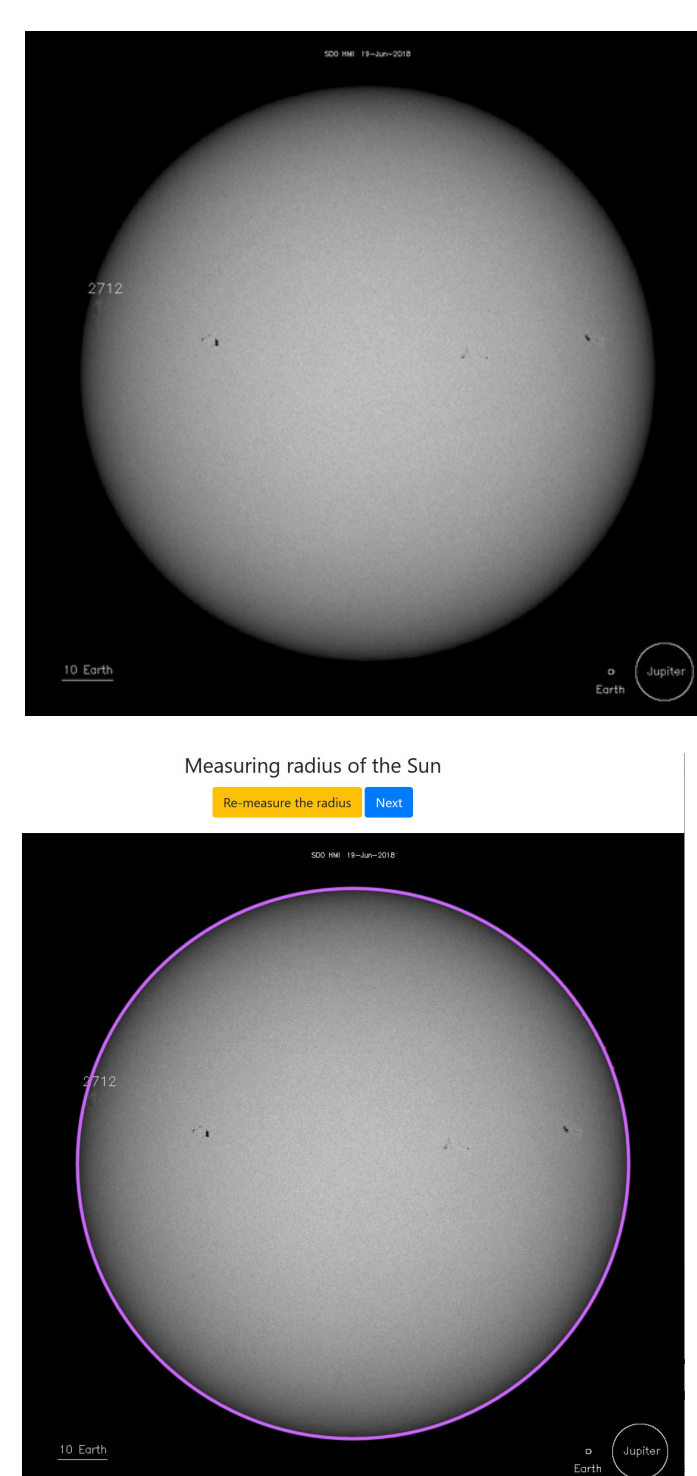 SDO HMI 19-Jun-2018
2712
10 Earth
Earth
Jupiter
Measuring radius of the Sun
Re-measure the radius
Next
SDO HMI 19-Jun-2018
2712
10 Earth
Earth
Jupiter